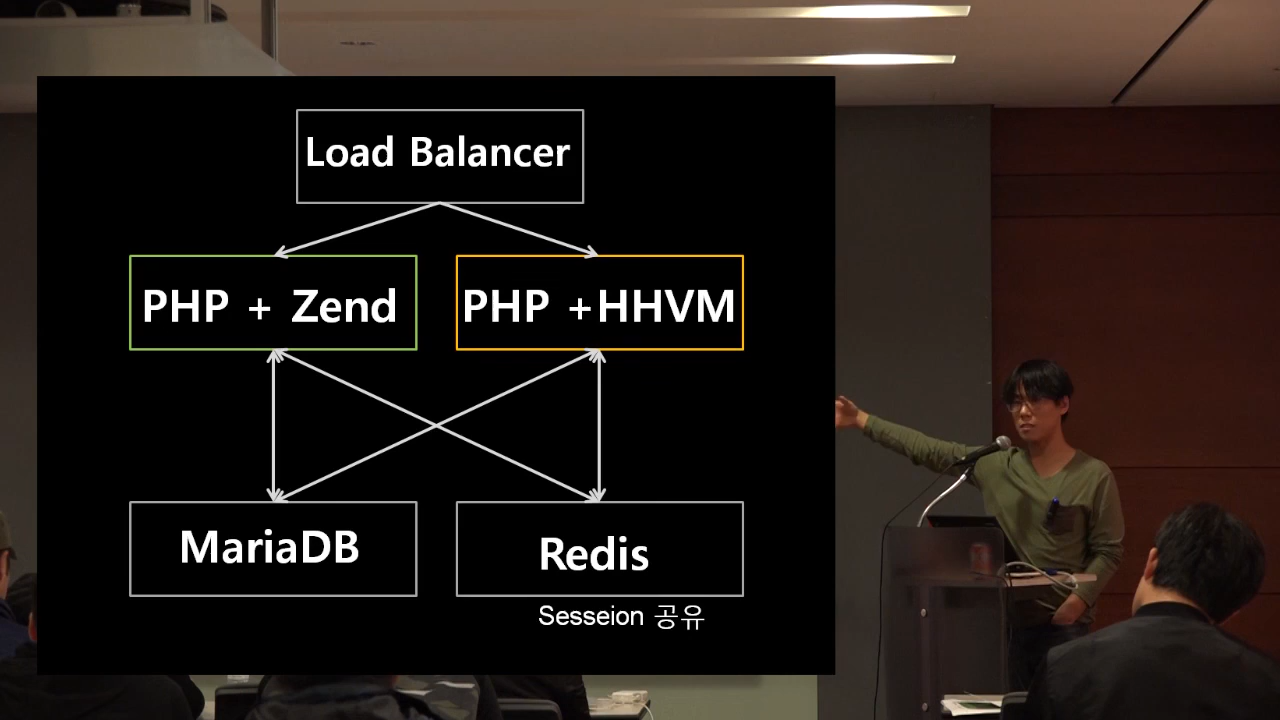 Load Balancer
PHP + Zend
PHP +HHVM
MariaDB
Redis
Sesseion 공유